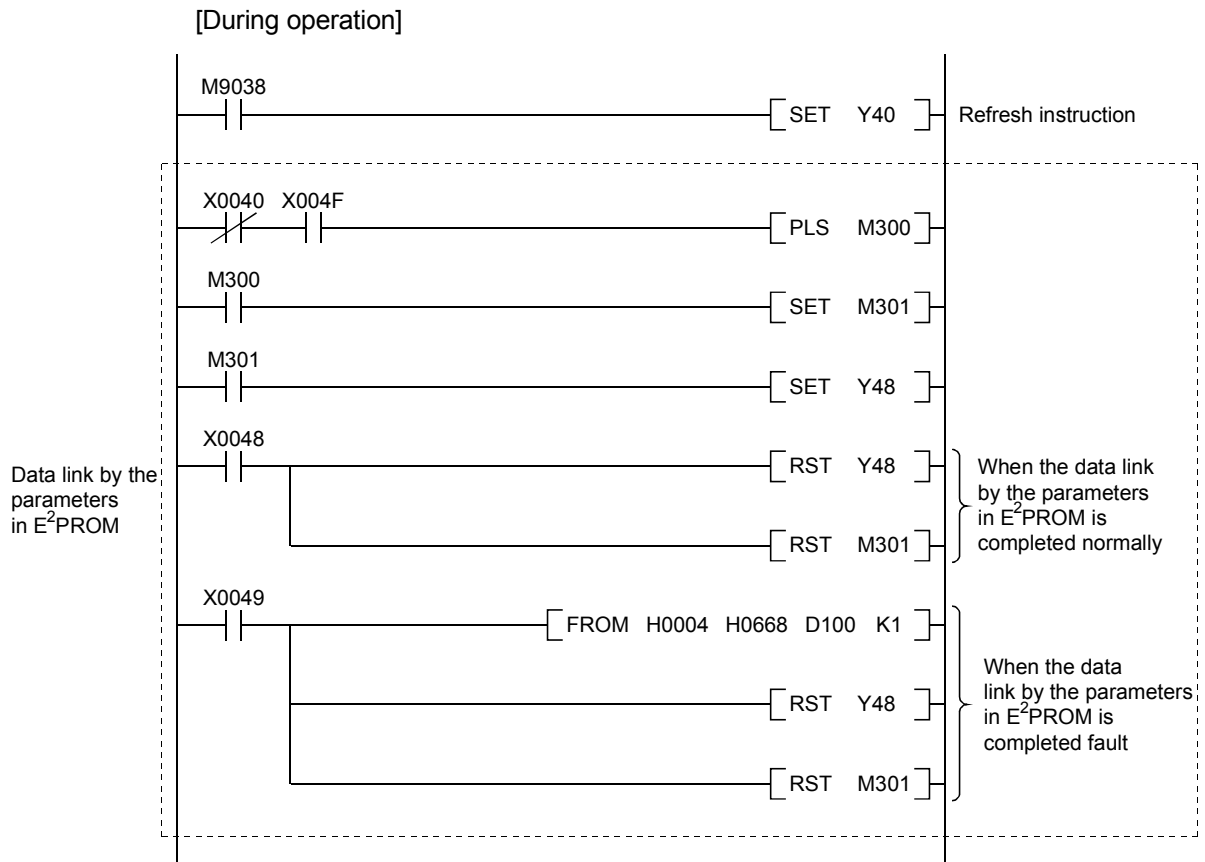 [During operation]
M9038
SET Y40
Refresh instruction
X0040 X004F
PLS M300
M300
SET M301
M301
SET Y48
X0048
RST Y48
RST M301
When the data link
by the parameters
in E²PROM is
completed normally
Data link by the
parameters
in E²PROM
X0049
FROM H0004 H0668 D100 K1
RST Y48
RST M301
When the data
link by the parameters
in E²PROM is
completed fault